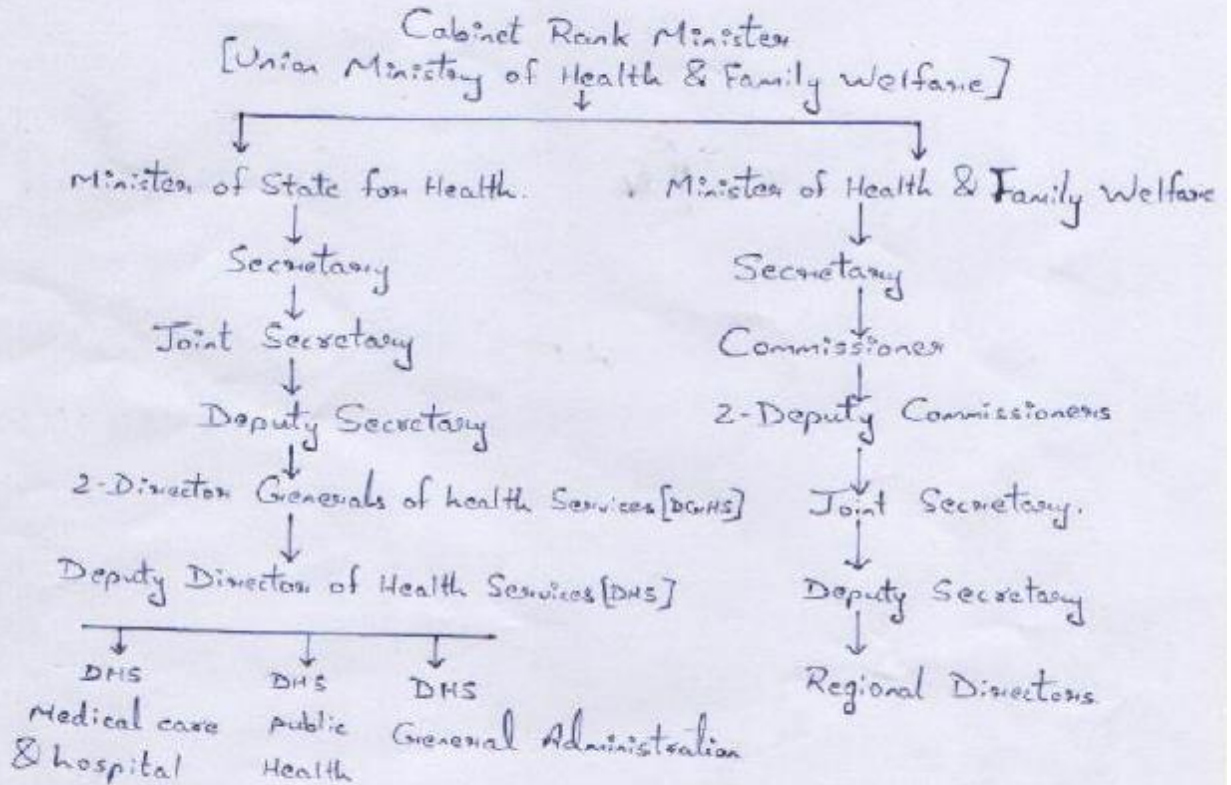 Cabinet Rank Minister
[Union Ministry of Health & Family Welfare]
Minister of State for Health.
Minister of Health & Family Welfare
Secretary
Secretary
Joint Secretary
Commissioner
Deputy Secretary
2-Deputy Commissioners
2-Director Generals of health Services [DGHS]
Joint Secretary.
Deputy Director of Health Services [DHS]
Deputy Secretary
DHS
Medical care
& hospital
DHS
public
Health
DHS
General Administration
Regional Directors